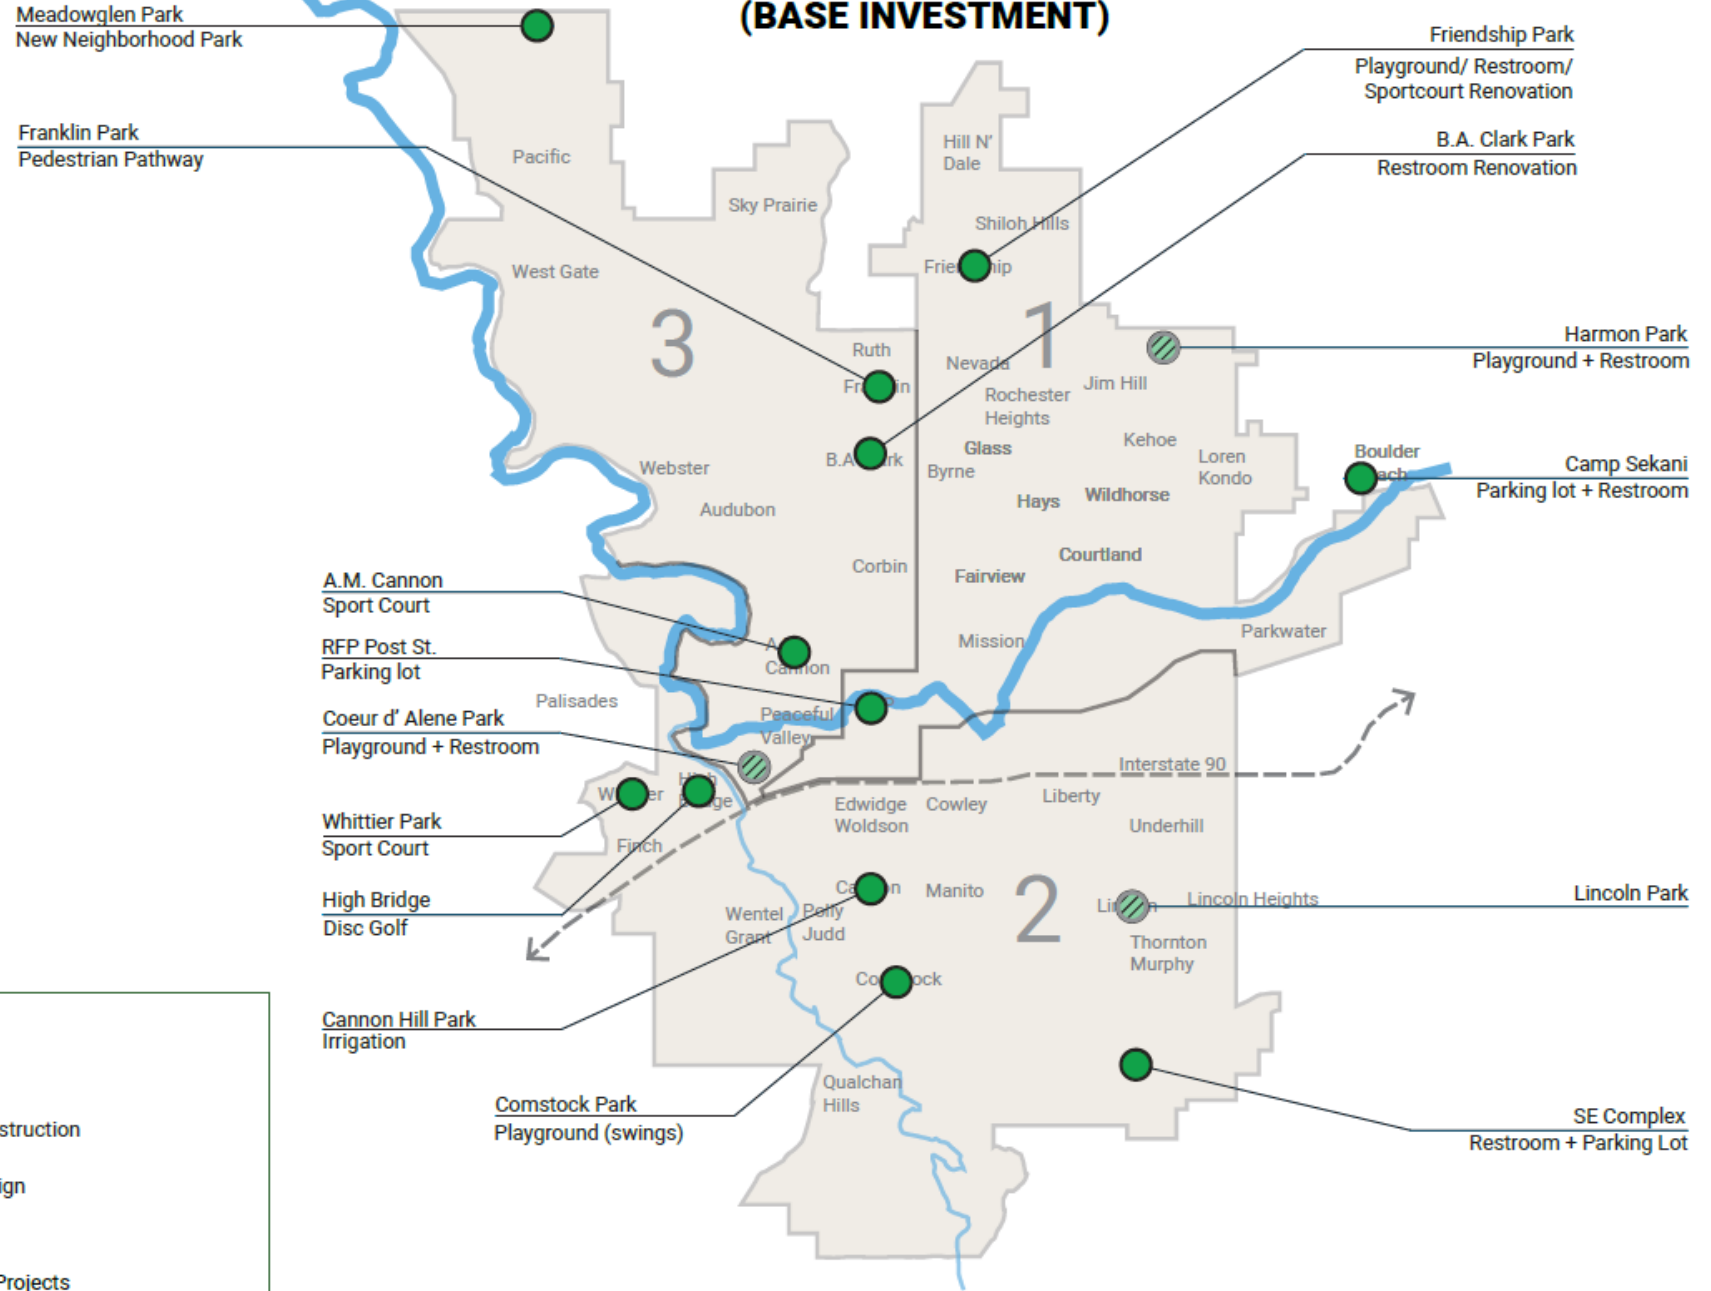 (BASE INVESTMENT)
Meadowglen Park
New Neighborhood Park
Franklin Park
Pedestrian Pathway
Friendship Park
Playground/ Restroom/
Sportcourt Renovation
B.A. Clark Park
Restroom Renovation
Harmon Park
Playground + Restroom
Camp Sekani
Parking lot + Restroom
Lincoln Park
SE Complex
Restroom + Parking Lot
A.M. Cannon
Sport Court
RFP Post St.
Parking lot
Coeur d' Alene Park
Playground + Restroom
Whittier Park
Sport Court
High Bridge
Disc Golf
Cannon Hill Park
Irrigation
Comstock Park
Playground (swings)
Pacific
Sky Prairie
West Gate
3
Ruth
Webster
Audubon
Corbin
Hill N'
Dale
Shiloh Hills
1
Nevada
Rochester
Heights
Jim Hill
Glass
Kehoe
Byrne
Loren
Kondo
Hays
Wildhorse
Courtland
Fairview
Mission
Boulder
Parkwater
Cannon
Palisades
Peaceful
Valley
Finch
Interstate 90
Edwidge
Woldson
Cowley
Liberty
Underhill
Manito
2
Lincoln Heights
Wentel
Grant
Polly
Judd
Thornton
Murphy
Qualchan
Hills
struction
ign
Projects